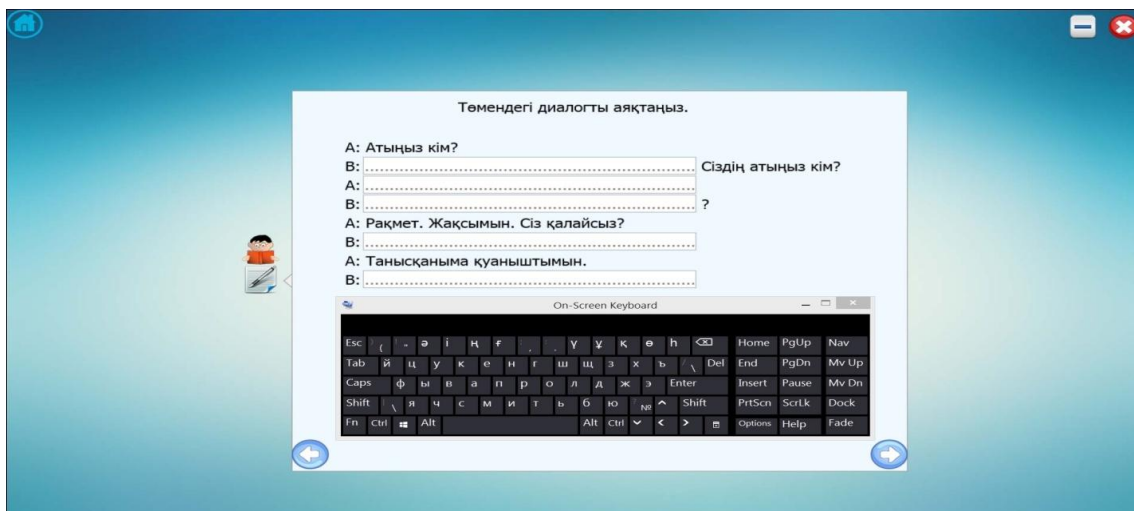 Төмендегі диалогты аяқтаңыз.
А: Атыңыз кім?
В: ........ Сіздің атыңыз кім?
А: ........
В: ........ ?
А: Рақмет. Жақсымын. Сіз қалайсыз?
В: ........
А: Танысқаныма қуаныштымын.
В: ........
On-Screen Keyboard
Esc ә і ң ғ ү ұ қ ө һ Home PgUp Nav
Tab й ц у к е н г ш щ з х ъ \ Del End PgDn Mv Up
Caps ф ы в а п р о л д ж э Enter Insert Pause Mv Dn
Shift \ я ч с м и т ь б ю № Shift PrtScn ScrLk Dock
Fn Ctrl Alt Alt Ctrl Options Help Fade